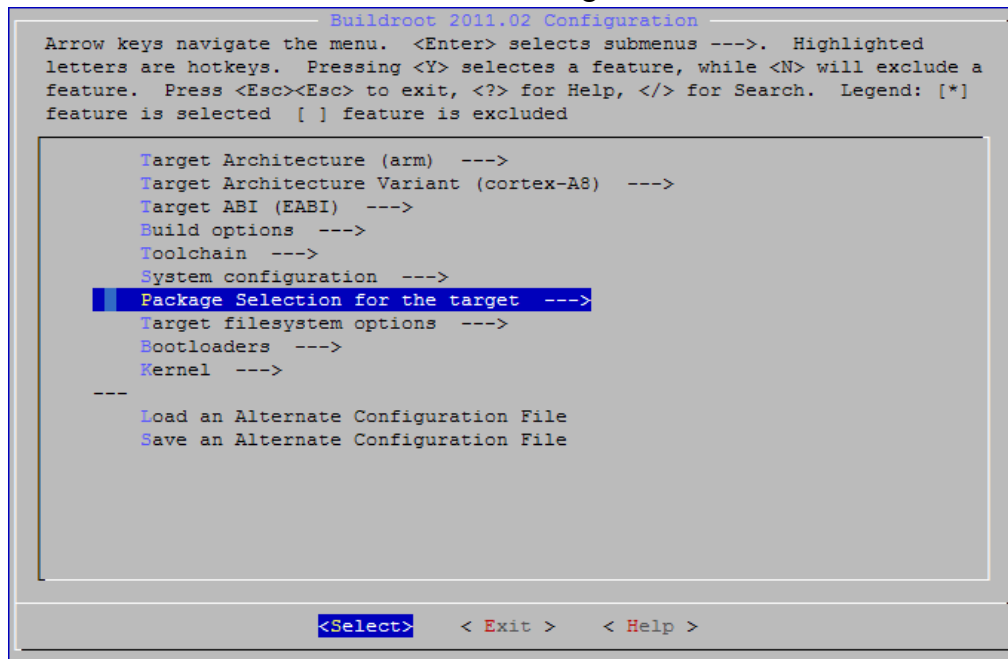 Buildroot 2011.02 Configuration
Arrow keys navigate the menu.  <Enter> selects submenus --->.  Highlighted
letters are hotkeys.  Pressing <Y> selectes a feature, while <N> will exclude a
feature.  Press <Esc><Esc> to exit, <?> for Help, </> for Search.  Legend: [*]
feature is selected  [ ] feature is excluded
Target Architecture (arm)  --->
Target Architecture Variant (cortex-A8)  --->
Target ABI (EABI)  --->
Build options  --->
Toolchain  --->
System configuration  --->
Package Selection for the target  --->
Target filesystem options  --->
Bootloaders  --->
Kernel  --->
---
Load an Alternate Configuration File
Save an Alternate Configuration File
<Select>    < Exit >    < Help >